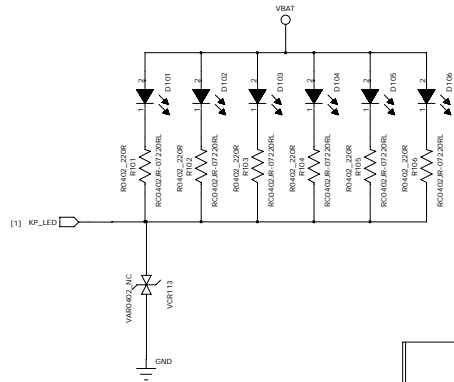 VBAT
2 1 D101
2 1 D102
2 1 D103
2 1 D104
2 1 D105
2 1 D106
R0402_220R R101 RC0402JR-07220RL
R0402_220R R102 RC0402JR-07220RL
R0402_220R R103 RC0402JR-07220RL
R0402_220R R104 RC0402JR-07220RL
R0402_220R R105 RC0402JR-07220RL
R0402_220R R106 RC0402JR-07220RL
[1] KP_LED
VAR0402_NC VCR113
GND